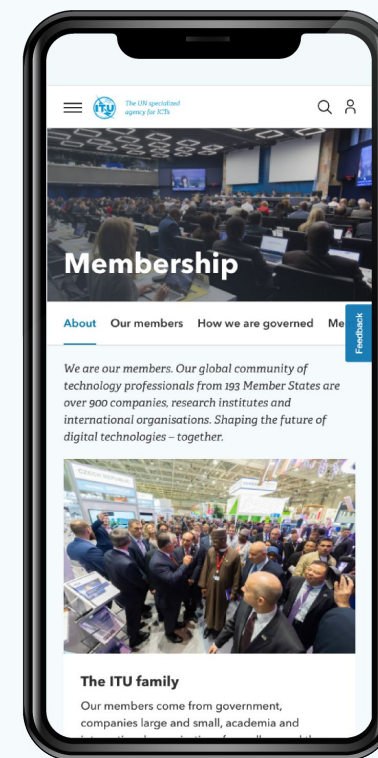 ITU
The UN specialized
agency for ICTs
Membership
About Our members How we are governed Me
Feedback
We are our members. Our global community of
technology professionals from 193 Member States are
over 900 companies, research institutes and
international organisations. Shaping the future of
digital technologies – together.
CZECH REPUBLIC
The ITU family
Our members come from government,
companies large and small, academia and